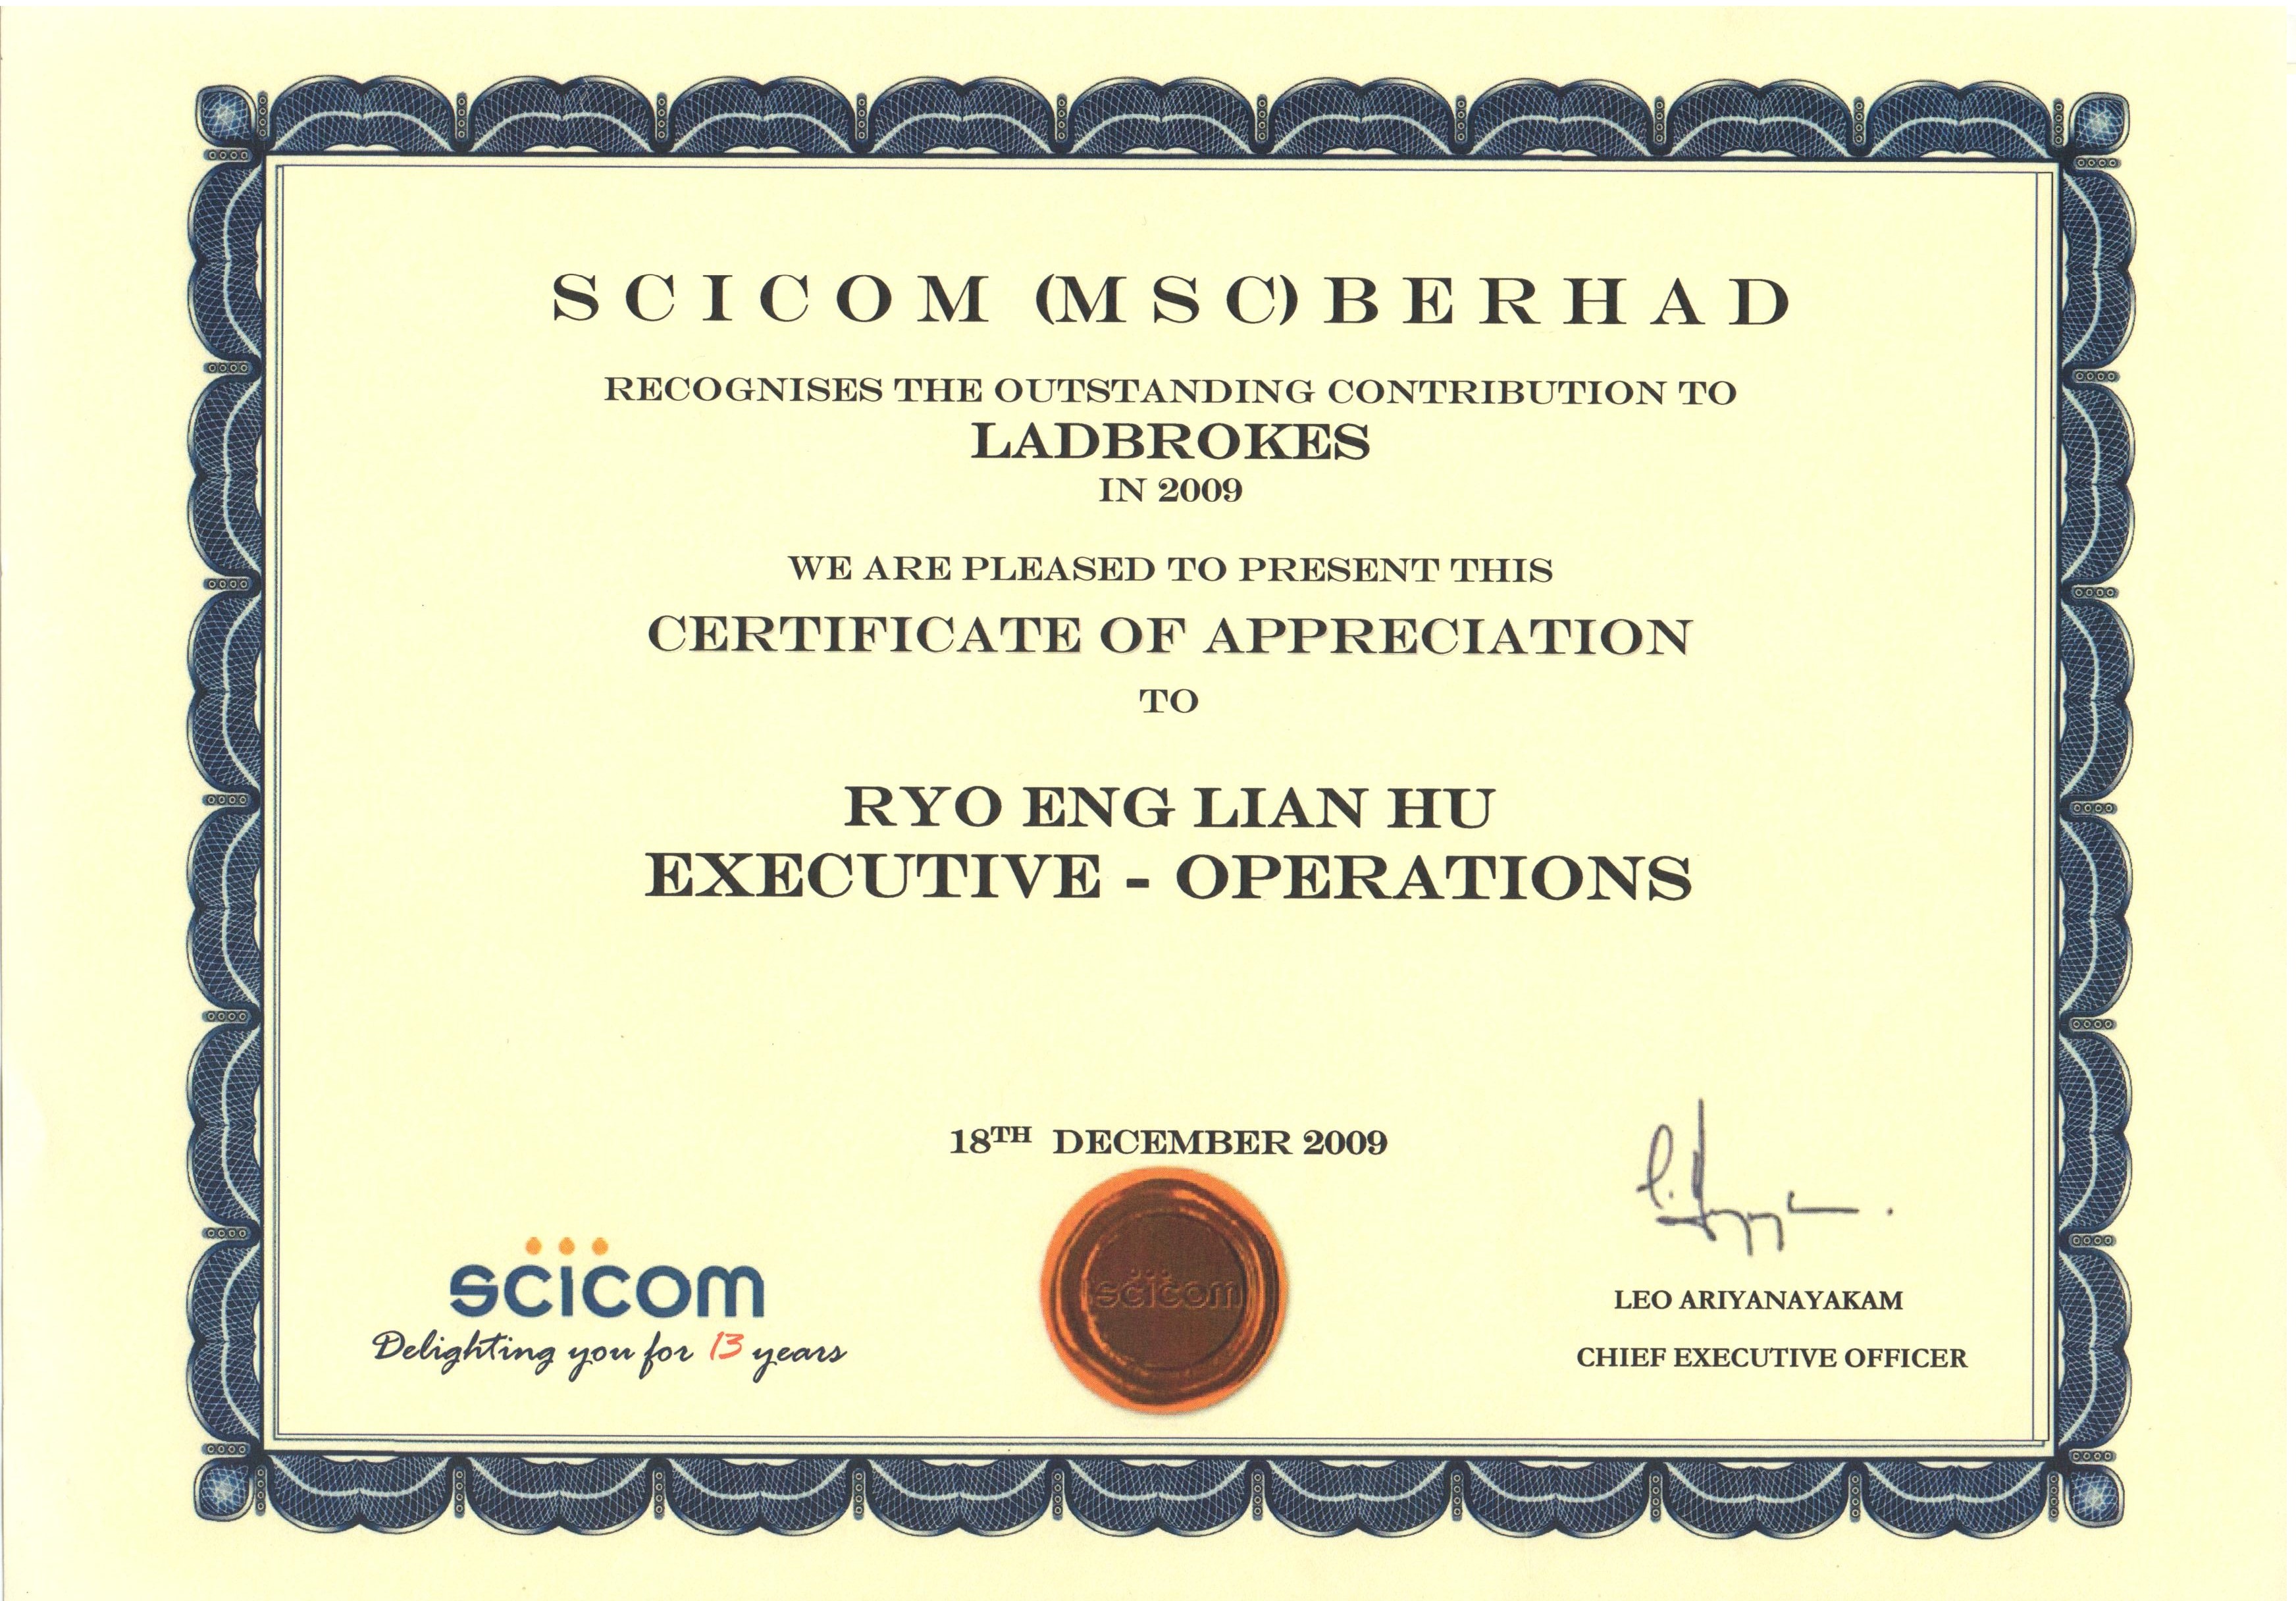 SCICOM (MSC) BERHAD
RECOGNISES THE OUTSTANDING CONTRIBUTION TO
LADBROKES
IN 2009
WE ARE PLEASED TO PRESENT THIS
CERTIFICATE OF APPRECIATION
TO
RYO ENG LIAN HU
EXECUTIVE - OPERATIONS
18TH DECEMBER 2009
scicom
Delighting you for 13 years
scicom
LEO ARIYANAYAKAM
CHIEF EXECUTIVE OFFICER